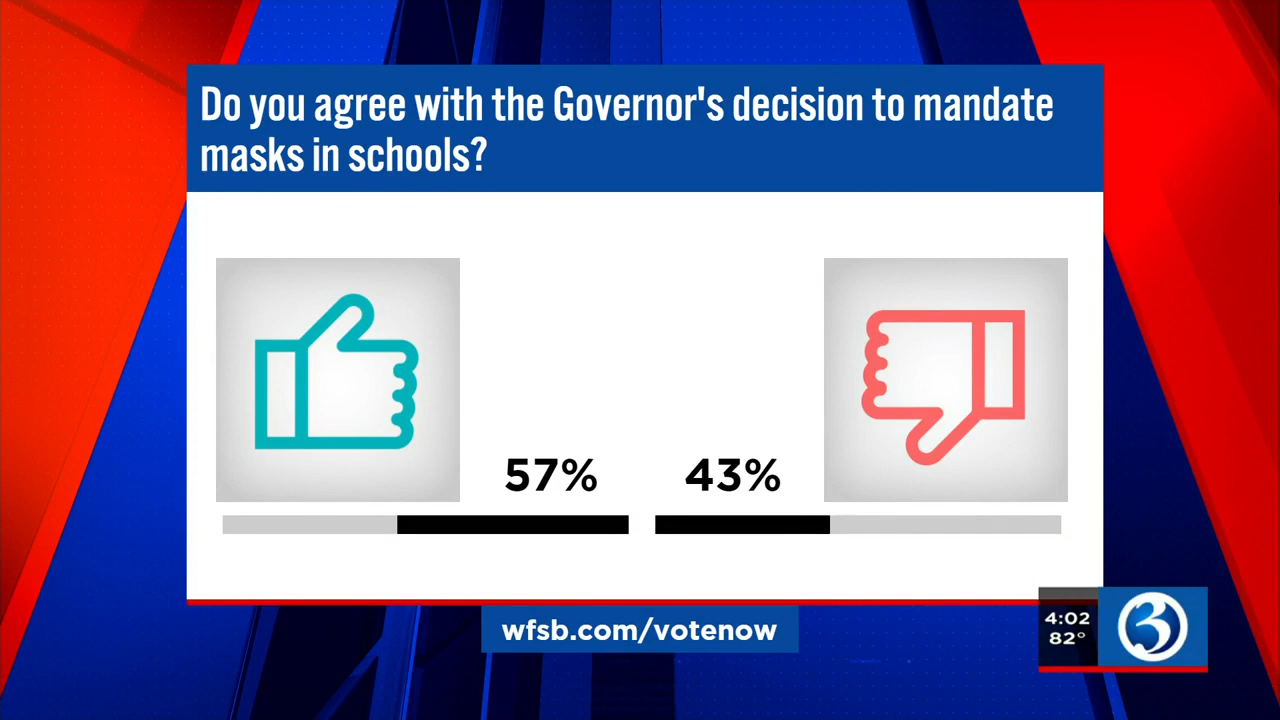 Do you agree with the Governor's decision to mandate
masks in schools?
57% 43%
wfsb.com/votenow
4:02
82°
3